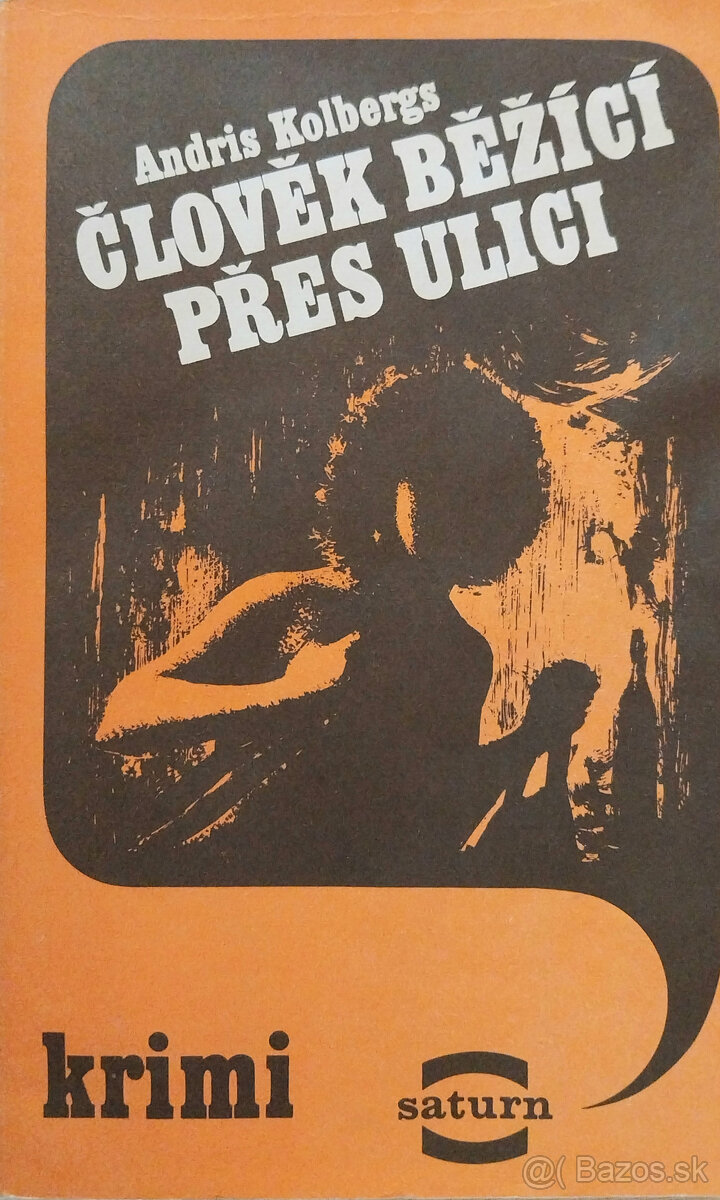 Andris Kolbergs
ČLOVĚK BĚŽÍCÍ
PŘES ULICI
krimi
saturn
@( Bazos.sk